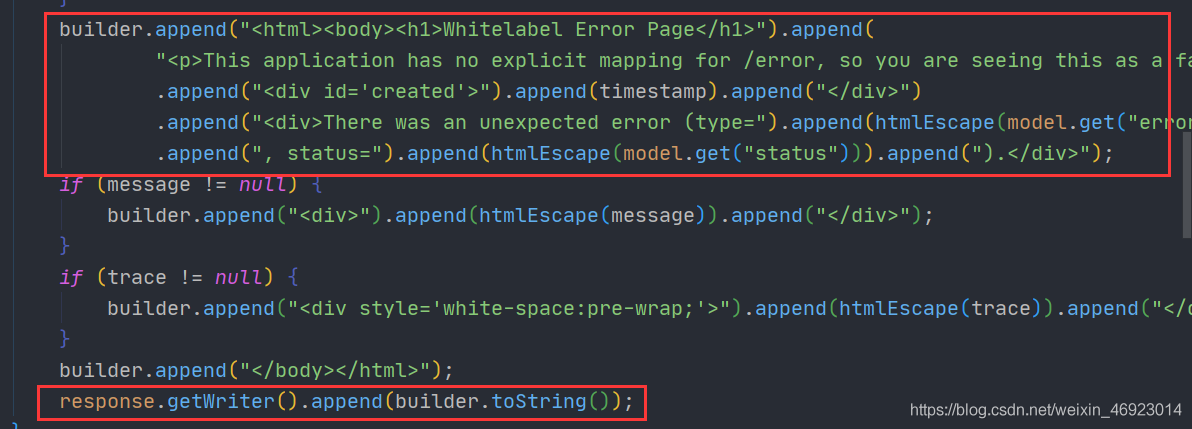 }
builder.append("<html><body><h1>Whitelabel Error Page</h1>").append(
"<p>This application has no explicit mapping for /error, so you are seeing this as a fa
.append("<div id='created'>").append(timestamp).append("</div>")
.append("<div>There was an unexpected error (type=").append(htmlEscape(model.get("error
.append(", status=").append(htmlEscape(model.get("status"))).append(").</div>");
if (message != null) {
builder.append("<div>").append(htmlEscape(message)).append("</div>");
}
if (trace != null) {
builder.append("<div style='white-space:pre-wrap;'>").append(htmlEscape(trace)).append("</d
}
builder.append("</body></html>");
response.getWriter().append(builder.toString());
https://blog.csdn.net/weixin_46923014
}